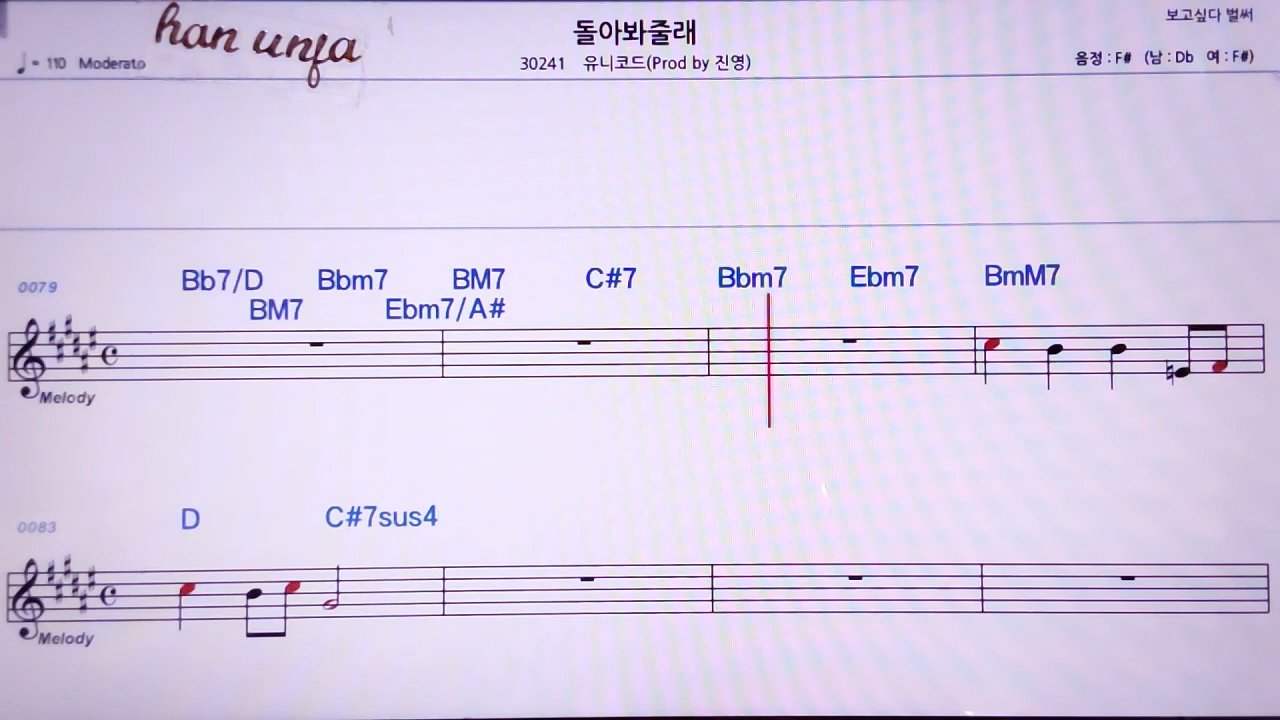 han unfa
돌아봐줄래
보고싶다 벌써
♩= 110 Moderato
30241 유니코드(Prod by 진영)
음정 : F# (남 : Db 여 : F#)
0079
Bb7/D Bbm7 BM7 C#7 Bbm7 Ebm7 BmM7
BM7 Ebm7/A#
Melody
0083
D C#7sus4
Melody